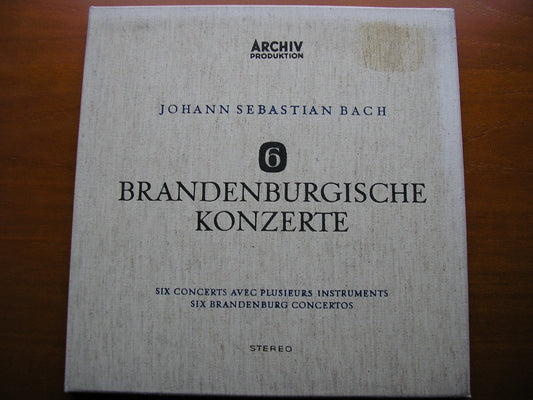 ARCHIV
PRODUKTION
JOHANN SEBASTIAN BACH
6
BRANDENBURGISCHE
KONZERTE
SIX CONCERTS AVEC PLUSIEURS INSTRUMENTS
SIX BRANDENBURG CONCERTOS
STEREO